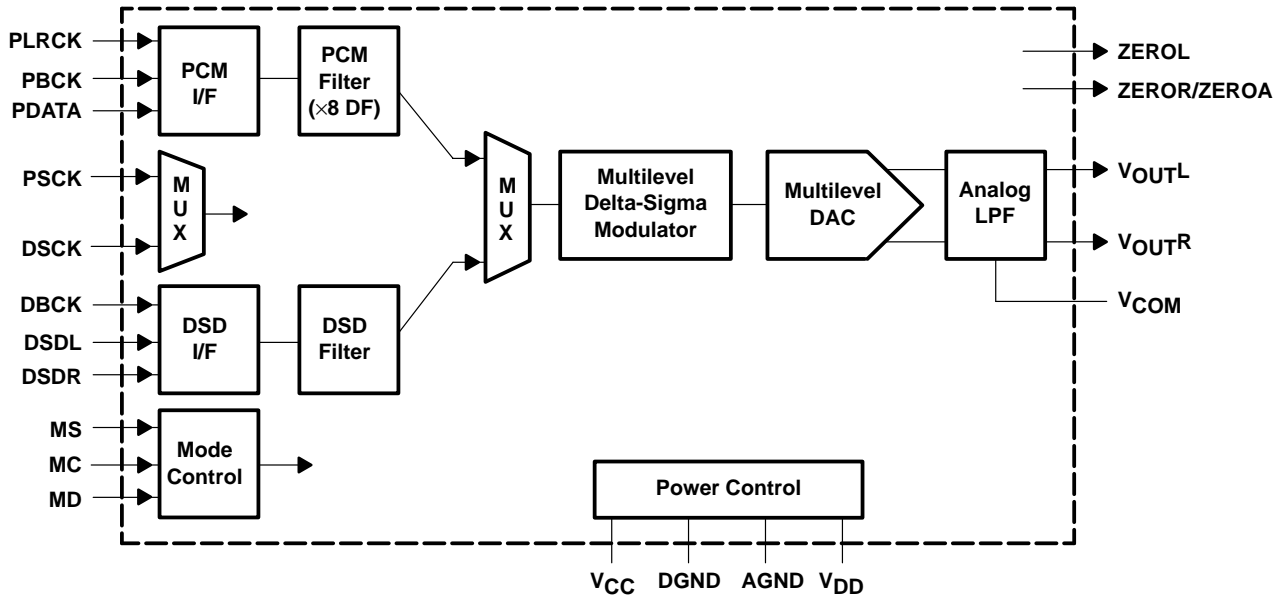 PLRCK
PBCK
PDATA
PCM
I/F
PCM
Filter
(×8 DF)
ZEROL
ZEROR/ZEROA
PSCK
DSCK
M
U
X
M
U
X
Multilevel
Delta-Sigma
Modulator
Multilevel
DAC
Analog
LPF
VOUTL
VOUTR
VCOM
DBCK
DSDL
DSDR
DSD
I/F
DSD
Filter
MS
MC
MD
Mode
Control
Power Control
VCC DGND AGND VDD